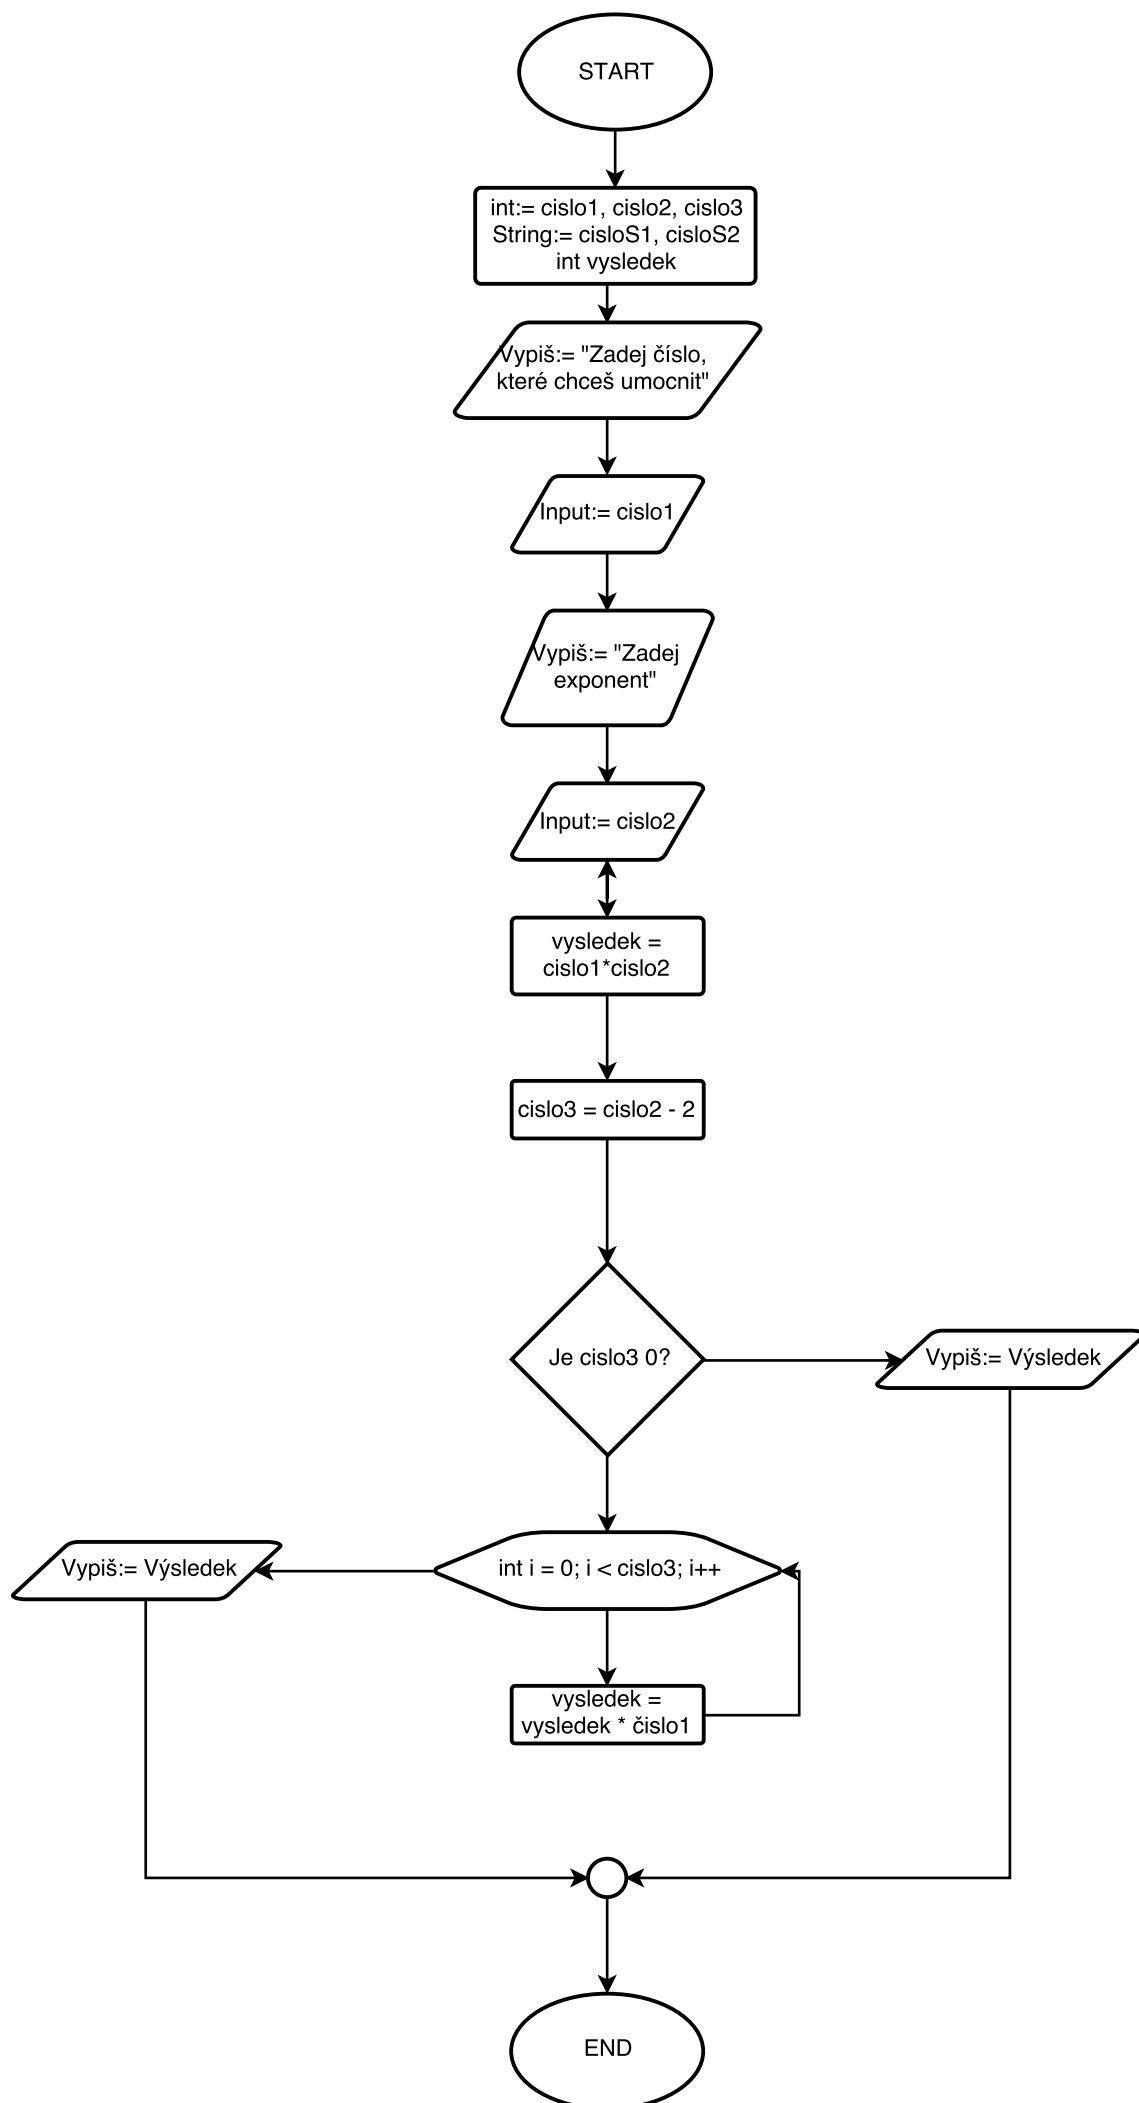 START
int:= cislo1, cislo2, cislo3
String:= cisloS1, cisloS2
int vysledek
Vypiš:= "Zadej číslo,
které chceš umocnit"
Input:= cislo1
Vypiš:= "Zadej
exponent"
Input:= cislo2
vysledek =
cislo1*cislo2
cislo3 = cislo2 - 2
Je cislo3 0?
Vypiš:= Výsledek
Vypiš:= Výsledek
int i = 0; i < cislo3; i++
vysledek =
vysledek * čislo1
END